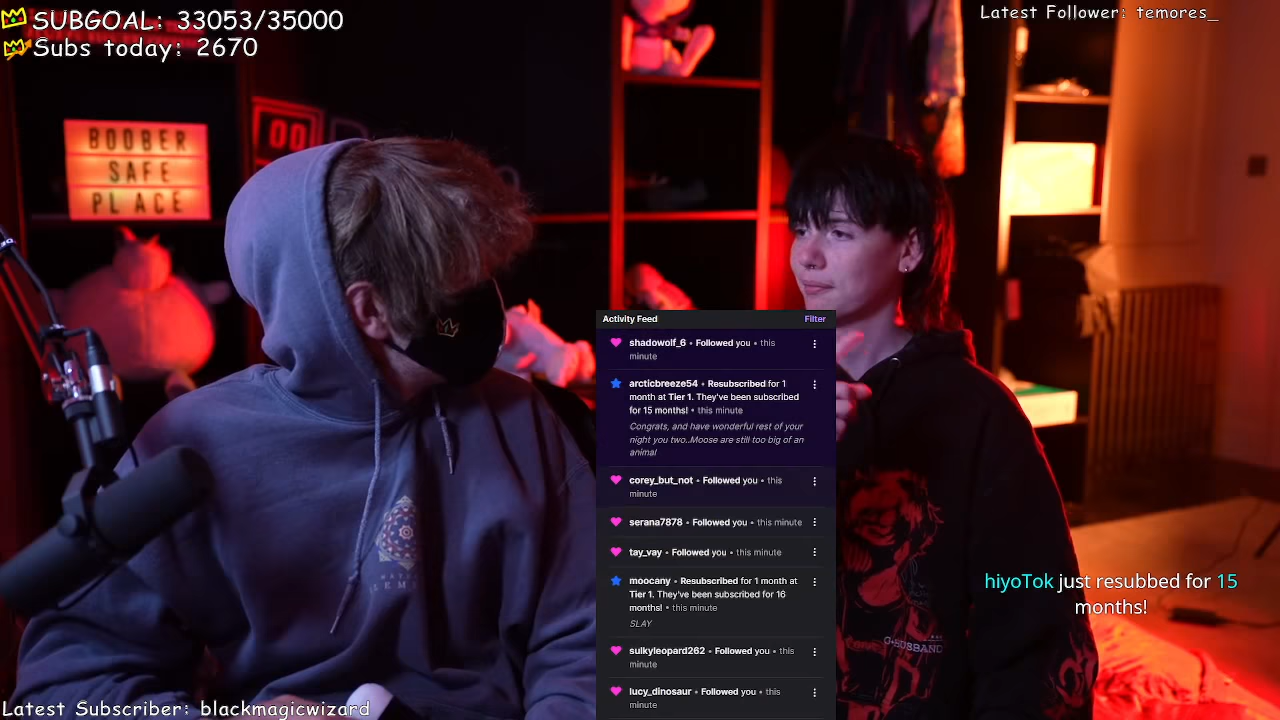 SUBGOAL: 33053/35000
Subs today: 2670
Latest Follower: temores_
BOOBER
SAFE
PLACE
00
Activity Feed
Filter
shadowolf_6 • Followed you • this
minute
arcticbreeze54 • Resubscribed for 1
month at Tier 1. They've been subscribed
for 15 months! • this minute
Congrats, and have wonderful rest of your
night you two..Moose are still too big of an
animal
corey_but_not • Followed you • this
minute
serana7878 • Followed you • this minute
tay_vay • Followed you • this minute
moocany • Resubscribed for 1 month at
Tier 1. They've been subscribed for 16
months! • this minute
SLAY
sulkyleopard262 • Followed you • this
minute
lucy_dinosaur • Followed you • this
minute
hiyoTok just resubbed for 15
months!
Latest Subscriber: blackmagicwizard